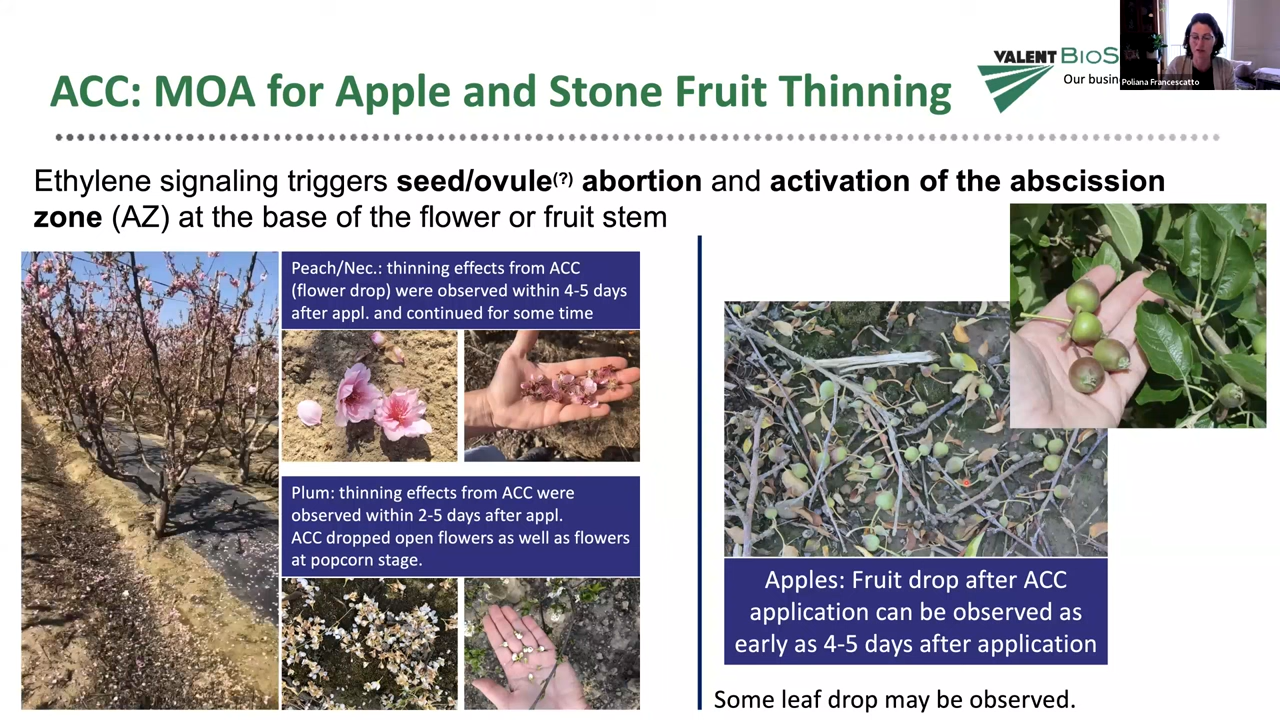 ACC: MOA for Apple and Stone Fruit Thinning
VALENT BIOS
Our busin
Poliana Francescatto
Ethylene signaling triggers seed/ovule(?) abortion and activation of the abscission
zone (AZ) at the base of the flower or fruit stem
Peach/Nec.: thinning effects from ACC
(flower drop) were observed within 4-5 days
after appl. and continued for some time
Plum: thinning effects from ACC were
observed within 2-5 days after appl.
ACC dropped open flowers as well as flowers
at popcorn stage.
Apples: Fruit drop after ACC
application can be observed as
early as 4-5 days after application
Some leaf drop may be observed.